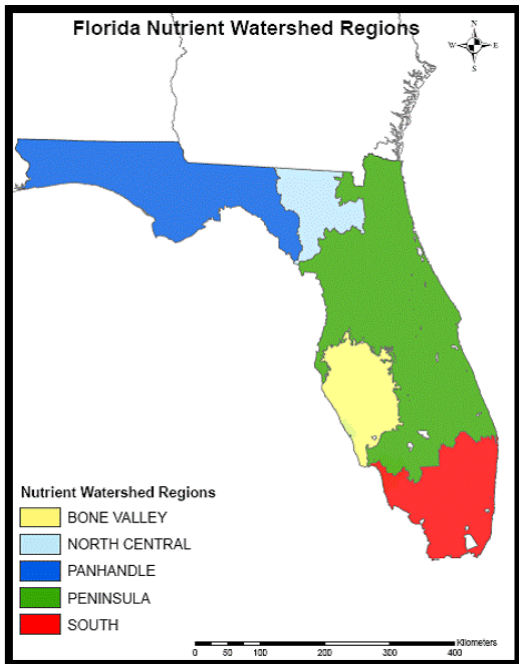 Florida Nutrient Watershed Regions
N
W E
S
Nutrient Watershed Regions
BONE VALLEY
NORTH CENTRAL
PANHANDLE
PENINSULA
SOUTH
Kilometers
0 25 50 100 200 300 400